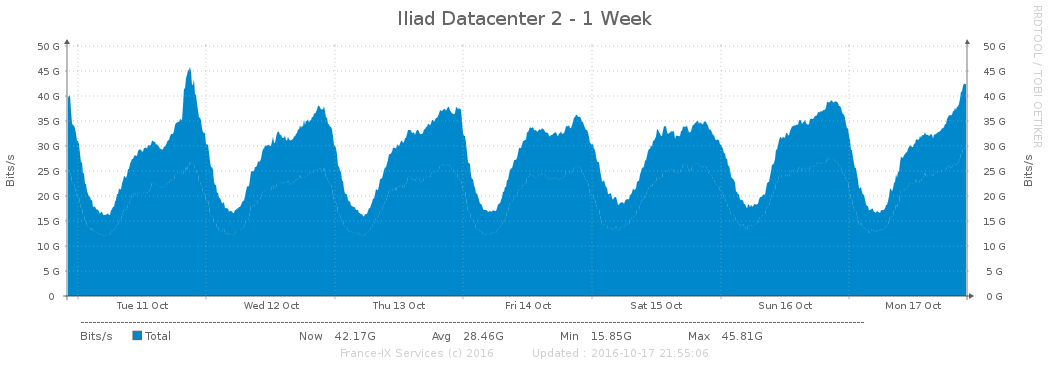 Iliad Datacenter 2 - 1 Week
RRDTOOL / TOBI OETIKER
50 G 50 G
45 G 45 G
40 G 40 G
35 G 35 G
30 G 30 G
25 G 25 G
20 G 20 G
15 G 15 G
10 G 10 G
5 G 5 G
0 0 G
Bits/s
Bits/s
Tue 11 Oct Wed 12 Oct Thu 13 Oct Fri 14 Oct Sat 15 Oct Sun 16 Oct Mon 17 Oct
Bits/s Total Now 42.17G Avg 28.46G Min 15.85G Max 45.81G
France-IX Services (c) 2016 Updated : 2016-10-17 21:55:06